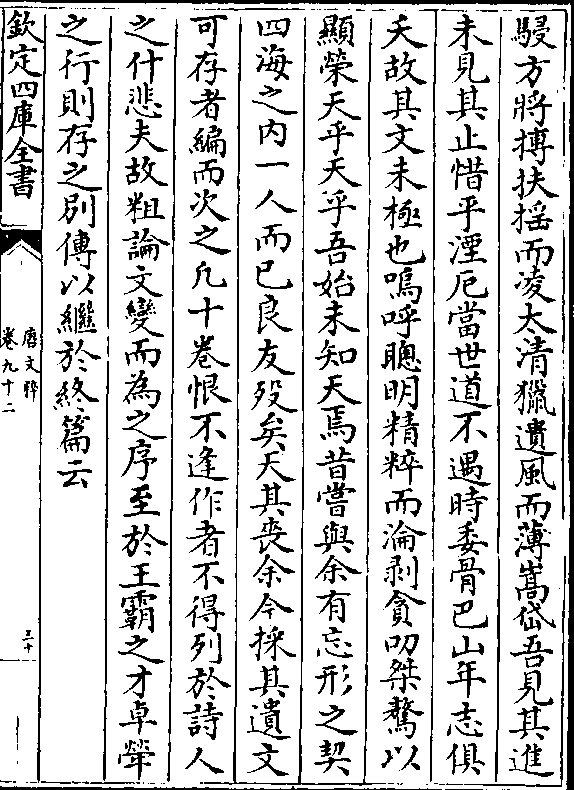 駸方將摶扶揺而凌太清獵遺風而薄嵩岱吾見其進
未見其止惜乎湮厄當世道不遇時委骨巴山年志俱
夭故其文未極也嗚呼聰明精粹而淪剥貪叨桀驁以
顯榮天乎天乎吾始未知天焉昔嘗與余有忘形之契
四海之内一人而已良友殁矣天其喪余今採其遺文
可存者編而次之凡十卷恨不逢作者不得列於詩人
之什悲夫故粗論文變而為之序至於王霸之才卓犖
之行則存之别傳以繼於終篇云
欽定四庫全書
唐文粹
卷九十二
三十